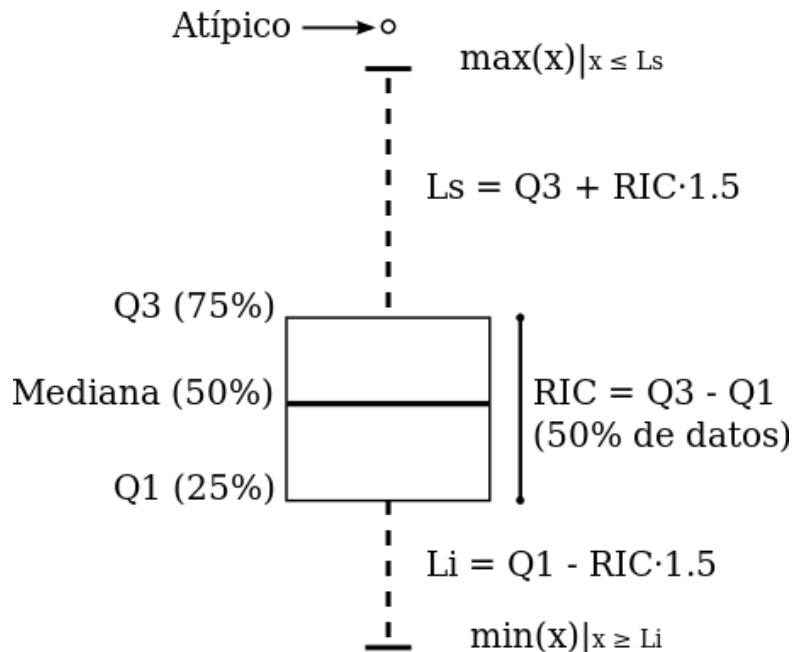 Atípico
max(x)|x ≤ Ls
Ls = Q3 + RIC·1.5
Q3 (75%)
Mediana (50%)
RIC = Q3 - Q1
(50% de datos)
Q1 (25%)
Li = Q1 - RIC·1.5
min(x)|x ≥ Li